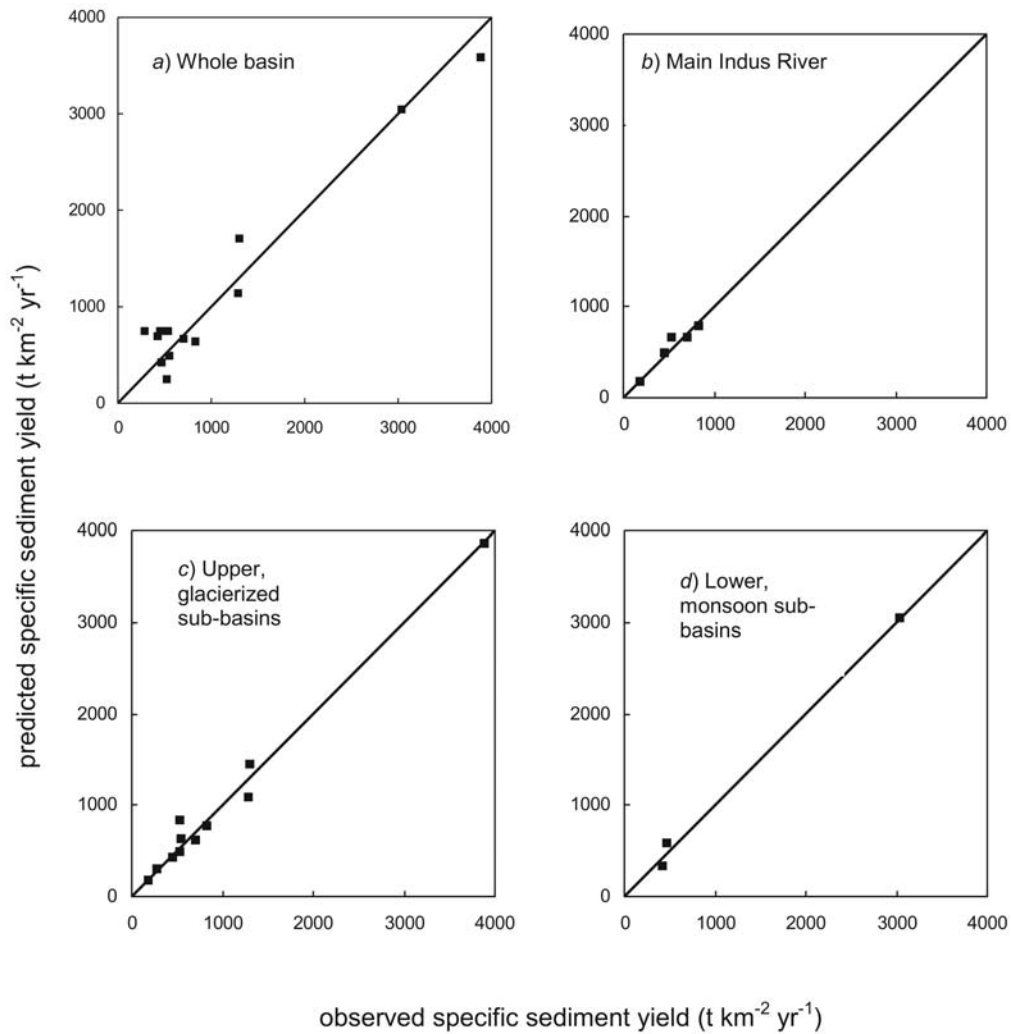 predicted specific sediment yield (t km⁻² yr⁻¹)
4000
3000
2000
1000
0
a) Whole basin
0 1000 2000 3000 4000
4000
3000
2000
1000
0
b) Main Indus River
0 1000 2000 3000 4000
4000
3000
2000
1000
0
c) Upper,
glacierized
sub-basins
0 1000 2000 3000 4000
4000
3000
2000
1000
0
d) Lower,
monsoon sub-
basins
0 1000 2000 3000 4000
observed specific sediment yield (t km⁻² yr⁻¹)